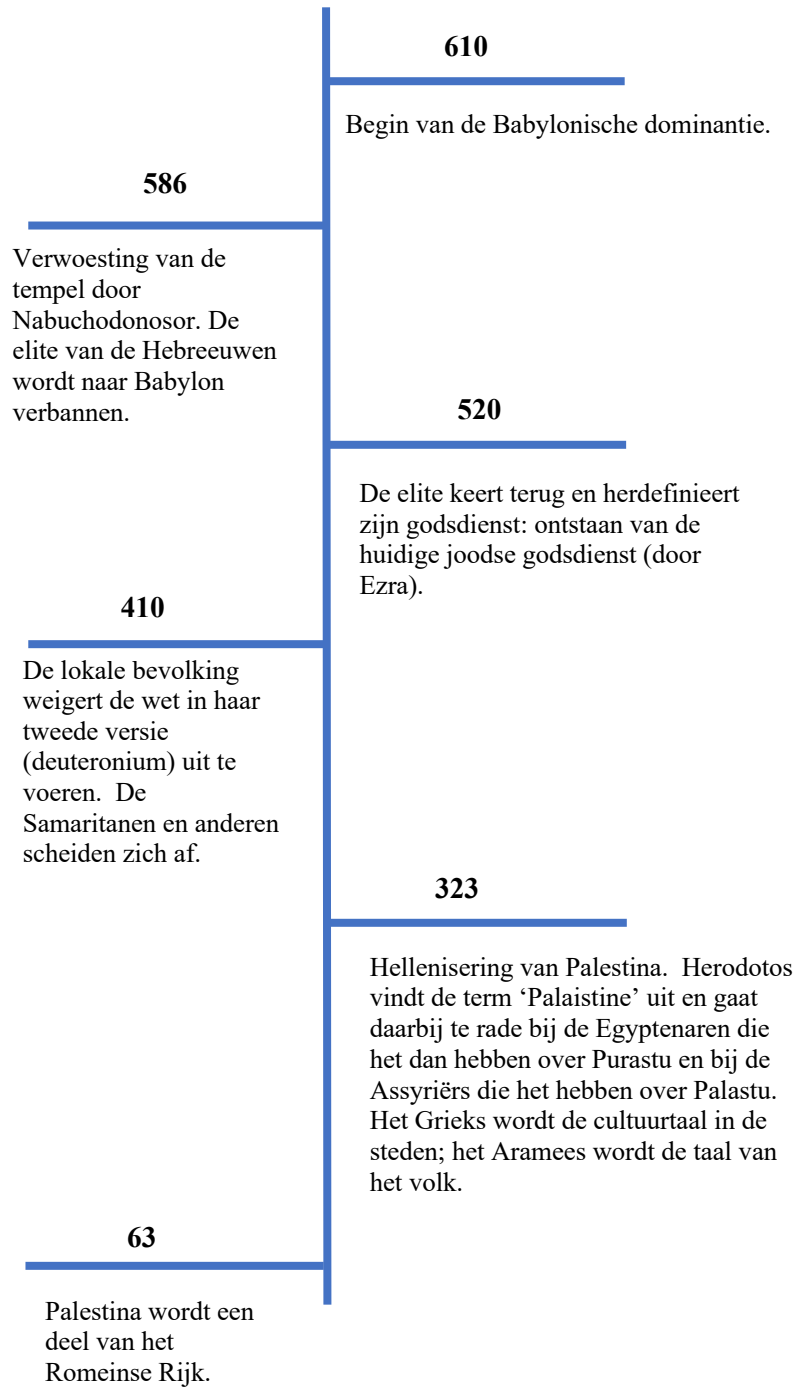 610
Begin van de Babylonische dominantie.
586
Verwoesting van de
tempel door
Nabuchodonosor. De
elite van de Hebreeuwen
wordt naar Babylon
verbannen.
520
De elite keert terug en herdefinieert
zijn godsdienst: ontstaan van de
huidige joodse godsdienst (door
Ezra).
410
De lokale bevolking
weigert de wet in haar
tweede versie
(deuteronium) uit te
voeren.  De
Samaritanen en anderen
scheiden zich af.
323
Hellenisering van Palestina.  Herodotos
vindt de term ‘Palaistine’ uit en gaat
daarbij te rade bij de Egyptenaren die
het dan hebben over Purastu en bij de
Assyriërs die het hebben over Palastu.
Het Grieks wordt de cultuurtaal in de
steden; het Aramees wordt de taal van
het volk.
63
Palestina wordt een
deel van het
Romeinse Rijk.